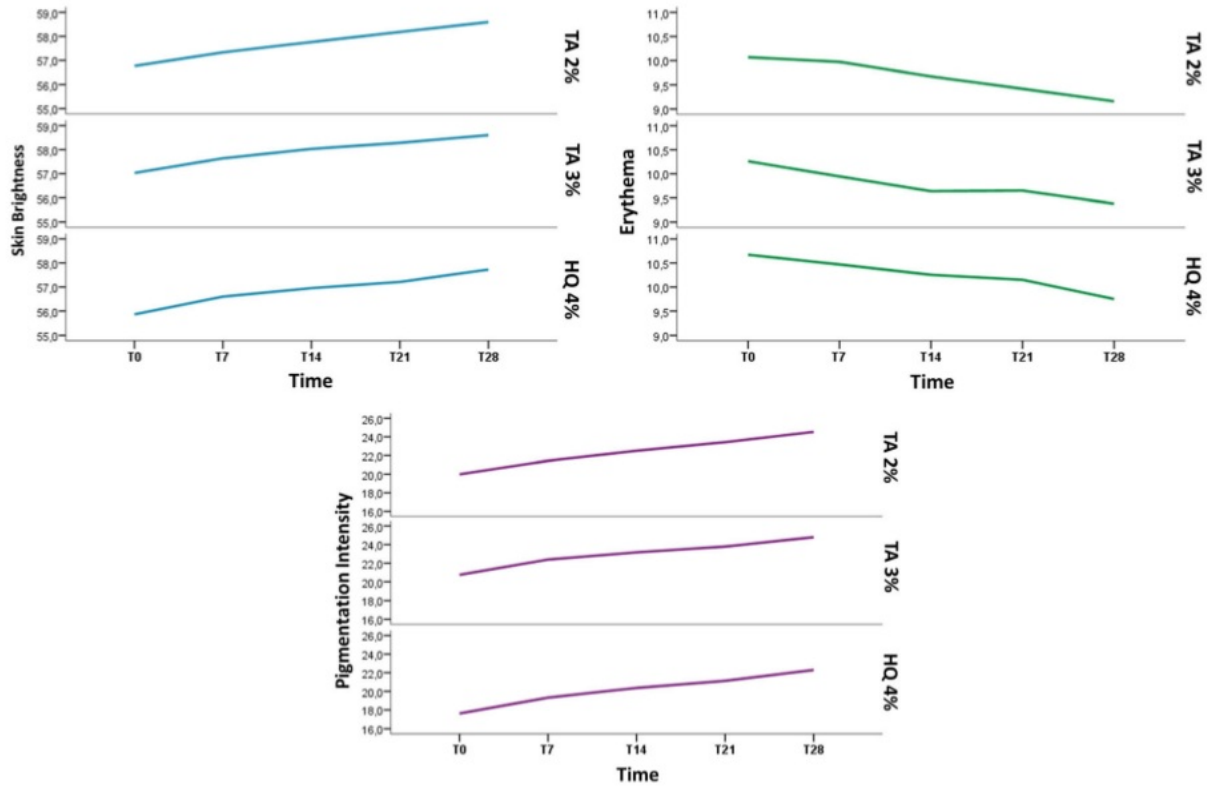 Skin Brightness
59,0
58,0
57,0
56,0
55,0
TA 2%
59,0
58,0
57,0
56,0
55,0
TA 3%
59,0
58,0
57,0
56,0
55,0
HQ 4%
T0 T7 T14 T21 T28
Time
Erythema
11,0
10,5
10,0
9,5
9,0
TA 2%
11,0
10,5
10,0
9,5
9,0
TA 3%
11,0
10,5
10,0
9,5
9,0
HQ 4%
T0 T7 T14 T21 T28
Time
Pigmentation Intensity
26,0
24,0
22,0
20,0
18,0
16,0
TA 2%
26,0
24,0
22,0
20,0
18,0
16,0
TA 3%
26,0
24,0
22,0
20,0
18,0
16,0
HQ 4%
T0 T7 T14 T21 T28
Time